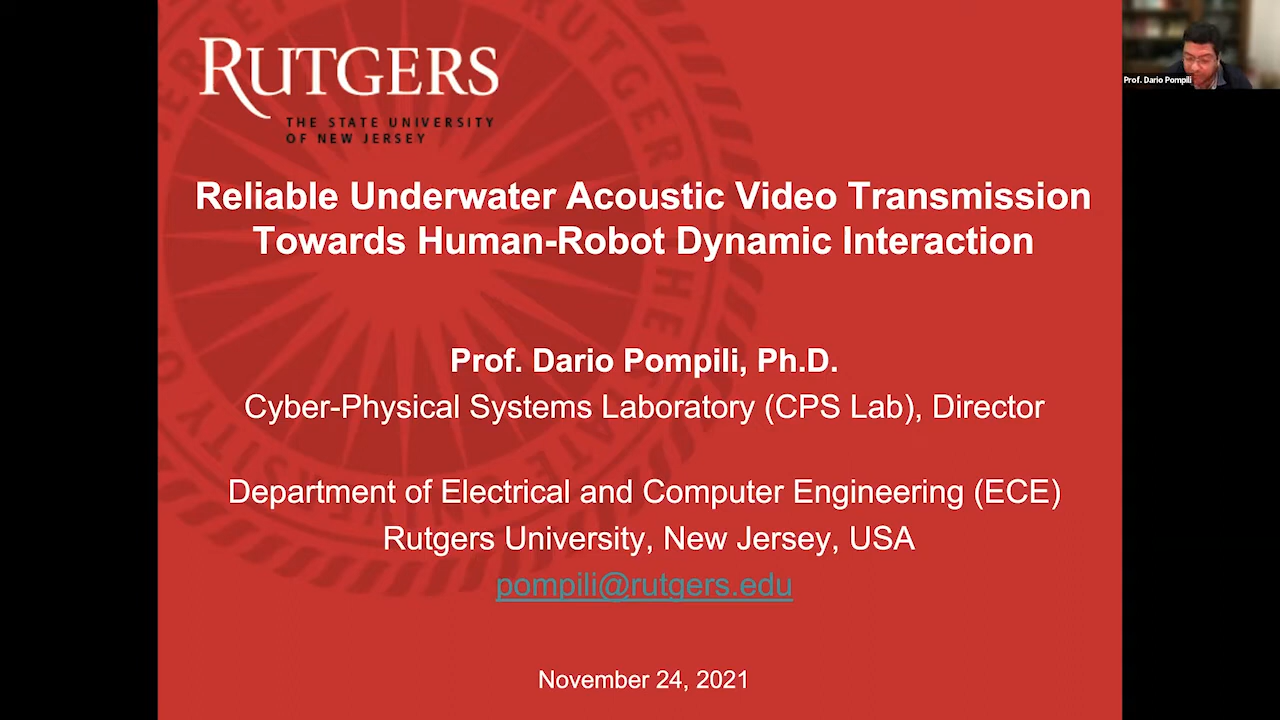 RUTGERS
THE STATE UNIVERSITY
OF NEW JERSEY
Prof. Dario Pompili
Reliable Underwater Acoustic Video Transmission
Towards Human-Robot Dynamic Interaction
Prof. Dario Pompili, Ph.D.
Cyber-Physical Systems Laboratory (CPS Lab), Director
Department of Electrical and Computer Engineering (ECE)
Rutgers University, New Jersey, USA
pompili@rutgers.edu
November 24, 2021